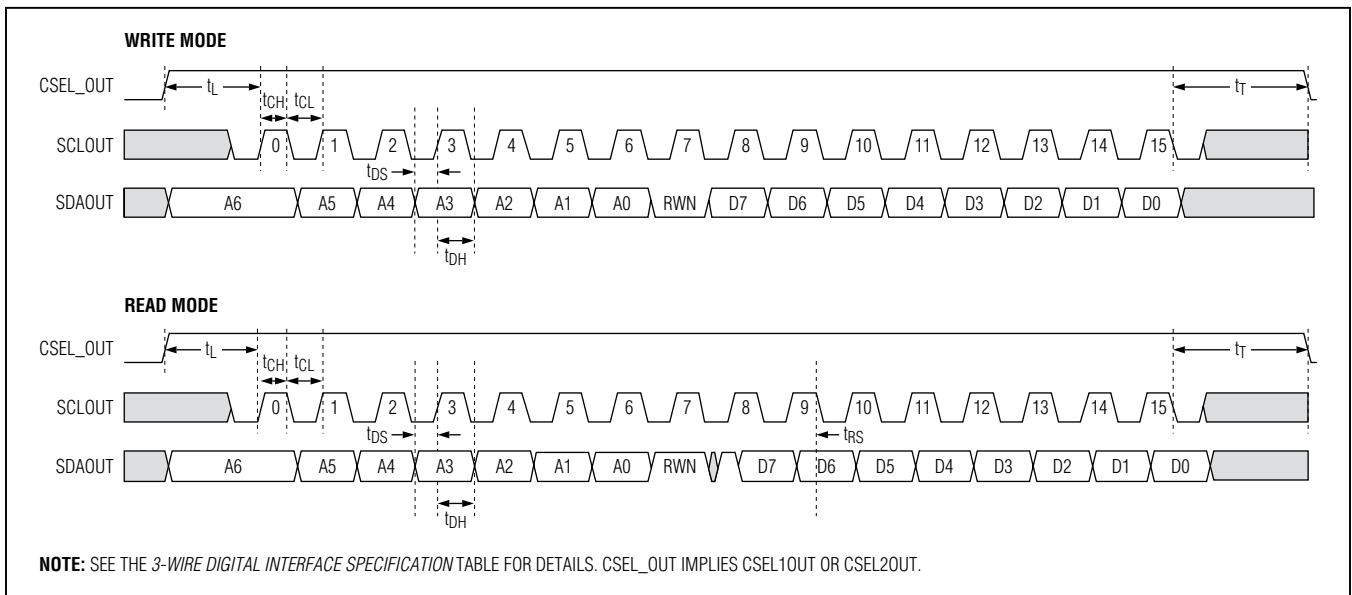 WRITE MODE
CSEL_OUT
tL
tCH tCL
tT
SCLOUT
0 1 2 3 4 5 6 7 8 9 10 11 12 13 14 15
tDS
SDAOUT
A6 A5 A4 A3 A2 A1 A0 RWN D7 D6 D5 D4 D3 D2 D1 D0
tDH
READ MODE
CSEL_OUT
tL
tCH tCL
tT
SCLOUT
0 1 2 3 4 5 6 7 8 9 10 11 12 13 14 15
tDS
tRS
SDAOUT
A6 A5 A4 A3 A2 A1 A0 RWN D7 D6 D5 D4 D3 D2 D1 D0
tDH
NOTE: SEE THE 3-WIRE DIGITAL INTERFACE SPECIFICATION TABLE FOR DETAILS. CSEL_OUT IMPLIES CSEL1OUT OR CSEL2OUT.